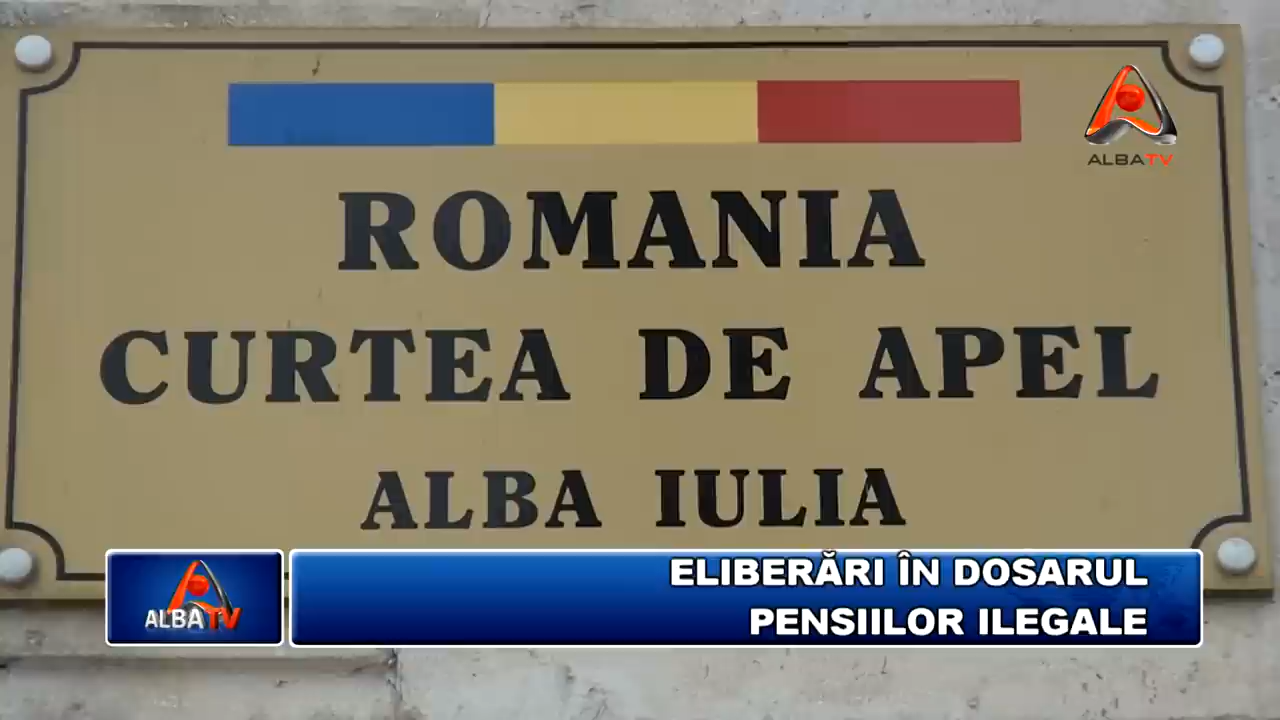 ALBATV
ROMANIA
CURTEA DE APEL
ALBA IULIA
ELIBERĂRI ÎN DOSARUL
PENSIILOR ILEGALE
ALBATV